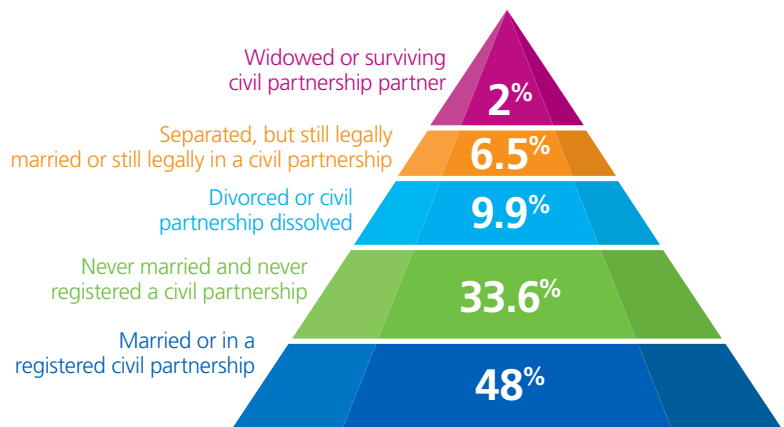 Widowed or surviving
civil partnership partner
2%
Separated, but still legally
married or still legally in a civil partnership
6.5%
Divorced or civil
partnership dissolved
9.9%
Never married and never
registered a civil partnership
33.6%
Married or in a
registered civil partnership
48%